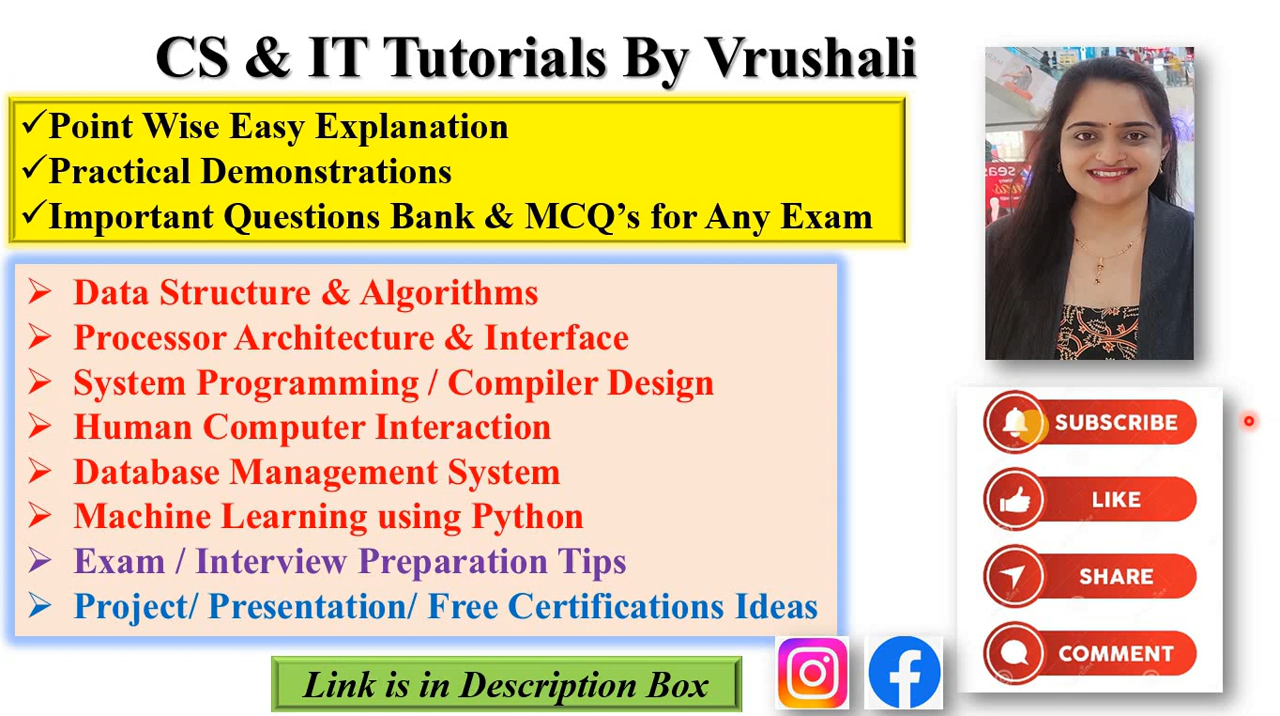 CS & IT Tutorials By Vrushali
✓Point Wise Easy Explanation
✓Practical Demonstrations
✓Important Questions Bank & MCQ’s for Any Exam
➢ Data Structure & Algorithms
➢ Processor Architecture & Interface
➢ System Programming / Compiler Design
➢ Human Computer Interaction
➢ Database Management System
➢ Machine Learning using Python
➢ Exam / Interview Preparation Tips
➢ Project/ Presentation/ Free Certifications Ideas
Link is in Description Box
SUBSCRIBE
LIKE
SHARE
COMMENT